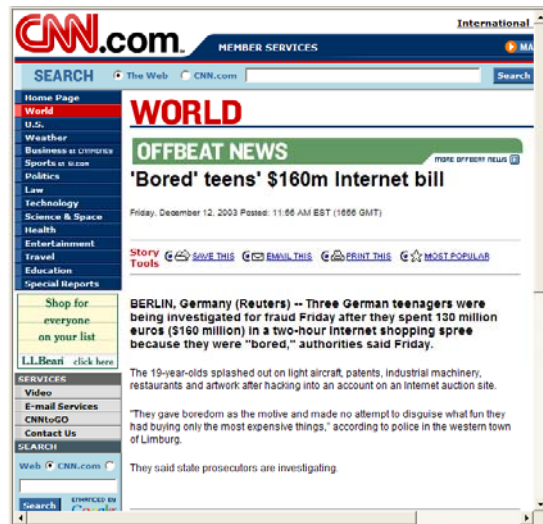 CNN.com
International
MEMBER SERVICES
MA
SEARCH The Web CNN.com Search
Home Page
World
U.S.
Weather
Business at CNNMONEY
Sports at SI.com
Politics
Law
Technology
Science & Space
Health
Entertainment
Travel
Education
Special Reports
Shop for
everyone
on your list
L.L.Bean click here
SERVICES
Video
E-mail Services
CNNtoGO
Contact Us
SEARCH
Web CNN.com
Search ENHANCED BY
Google
WORLD
OFFBEAT NEWS
MORE OFFBEAT NEWS
'Bored' teens' $160m Internet bill
Friday, December 12, 2003 Posted: 11:56 AM EST (1656 GMT)
Story
Tools
SAVE THIS EMAIL THIS PRINT THIS MOST POPULAR
BERLIN, Germany (Reuters) -- Three German teenagers were
being investigated for fraud Friday after they spent 130 million
euros ($160 million) in a two-hour Internet shopping spree
because they were "bored," authorities said Friday.
The 19-year-olds splashed out on light aircraft, patents, industrial machinery,
restaurants and artwork after hacking into an account on an Internet auction site.
"They gave boredom as the motive and made no attempt to disguise what fun they
had buying only the most expensive things," according to police in the western town
of Limburg.
They said state prosecutors are investigating.